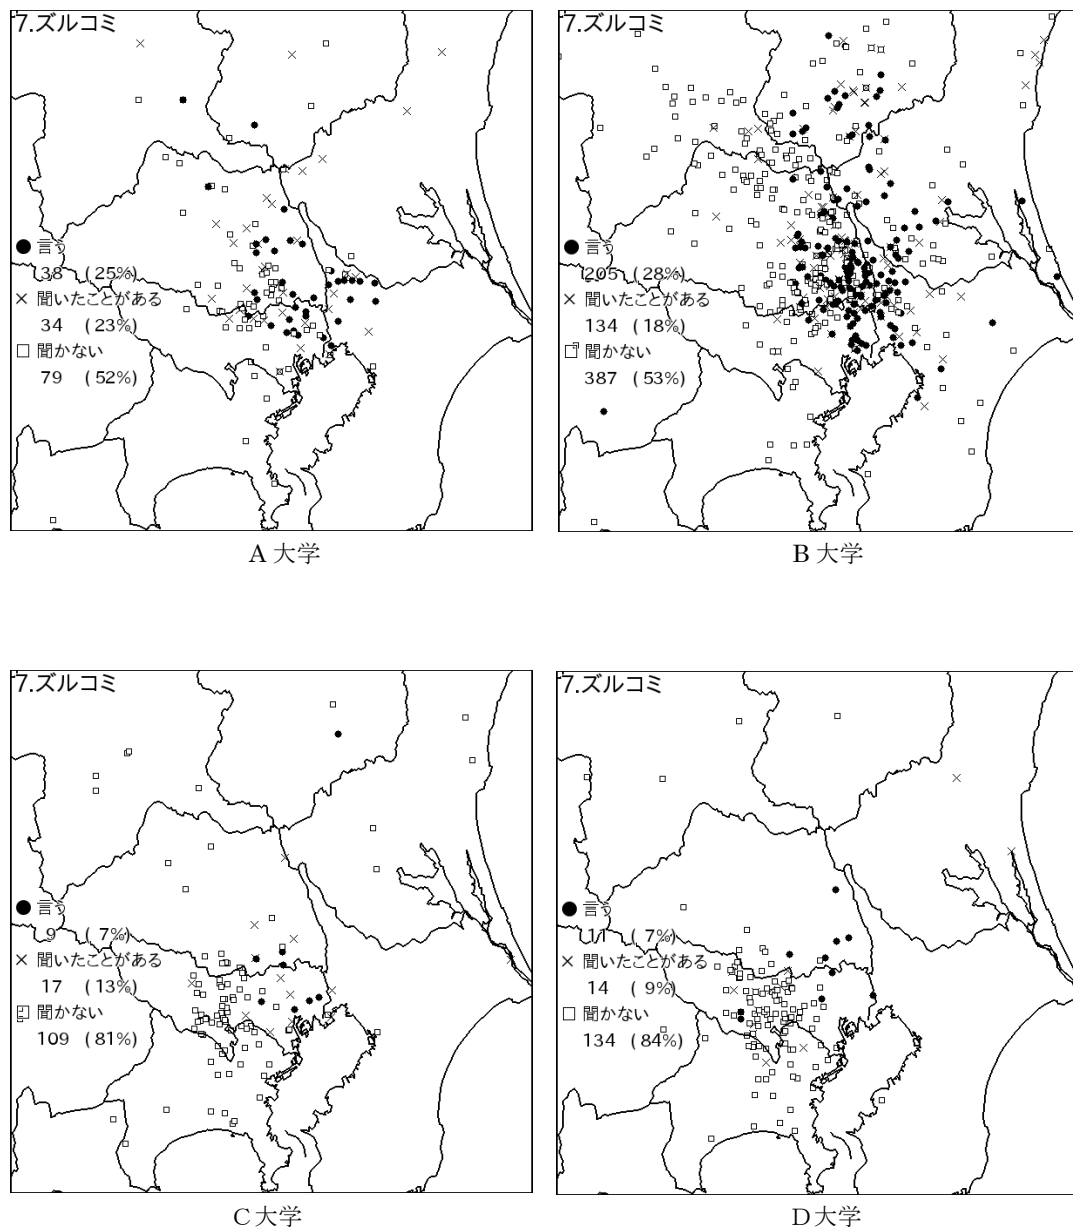 7.ズルコミ
● 言う
38 (25%)
× 聞いたことがある
34 (23%)
□ 聞かない
79 (52%)
A 大学
7.ズルコミ
● 言う
205 (28%)
× 聞いたことがある
134 (18%)
□ 聞かない
387 (53%)
B 大学
7.ズルコミ
● 言う
9 (7%)
× 聞いたことがある
17 (13%)
□ 聞かない
109 (81%)
C 大学
7.ズルコミ
● 言う
11 (7%)
× 聞いたことがある
14 (9%)
□ 聞かない
134 (84%)
D 大学